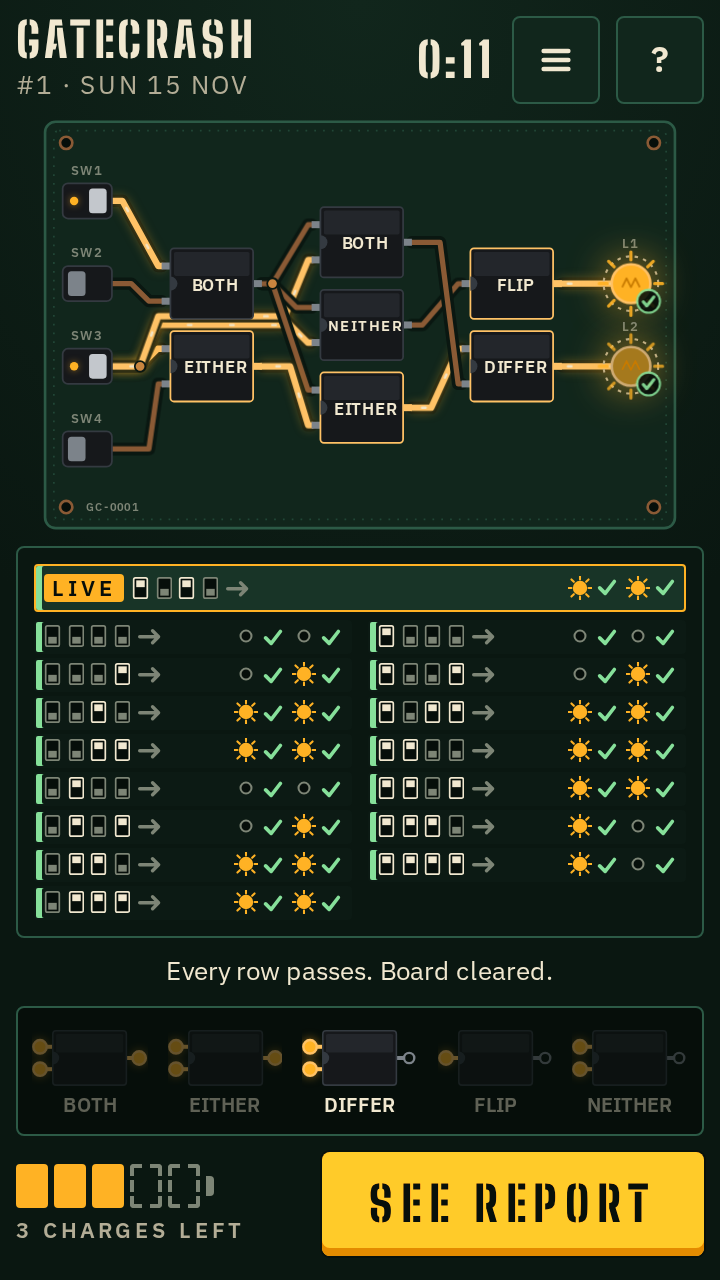 GATECRASH
#1 · SUN 15 NOV
0:11
?
SW1
SW2
SW3
SW4
BOTH
EITHER
BOTH
NEITHER
EITHER
FLIP
DIFFER
L1
L2
GC-0001
LIVE
Every row passes. Board cleared.
BOTH
EITHER
DIFFER
FLIP
NEITHER
3 CHARGES LEFT
SEE REPORT